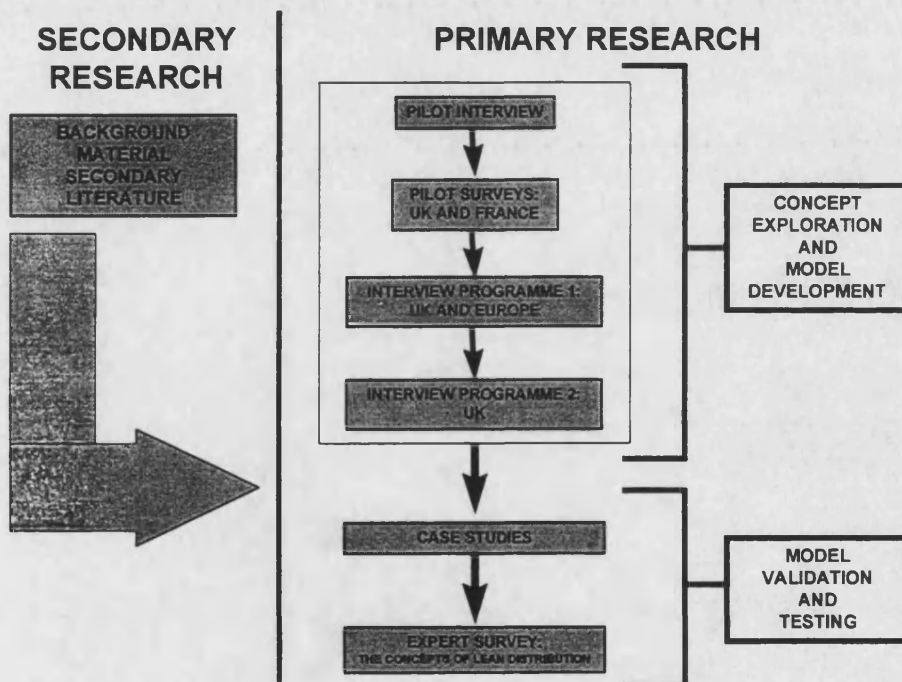 SECONDARY
RESEARCH
BACKGROUND
MATERIAL
SECONDARY
LITERATURE
PRIMARY RESEARCH
PILOT INTERVIEW
PILOT SURVEYS:
UK AND FRANCE
INTERVIEW PROGRAMME 1:
UK AND EUROPE
INTERVIEW PROGRAMME 2:
UK
CASE STUDIES
EXPERT SURVEY:
THE CONCEPTS OF LEAN DISTRIBUTION
CONCEPT
EXPLORATION
AND
MODEL
DEVELOPMENT
MODEL
VALIDATION
AND
TESTING